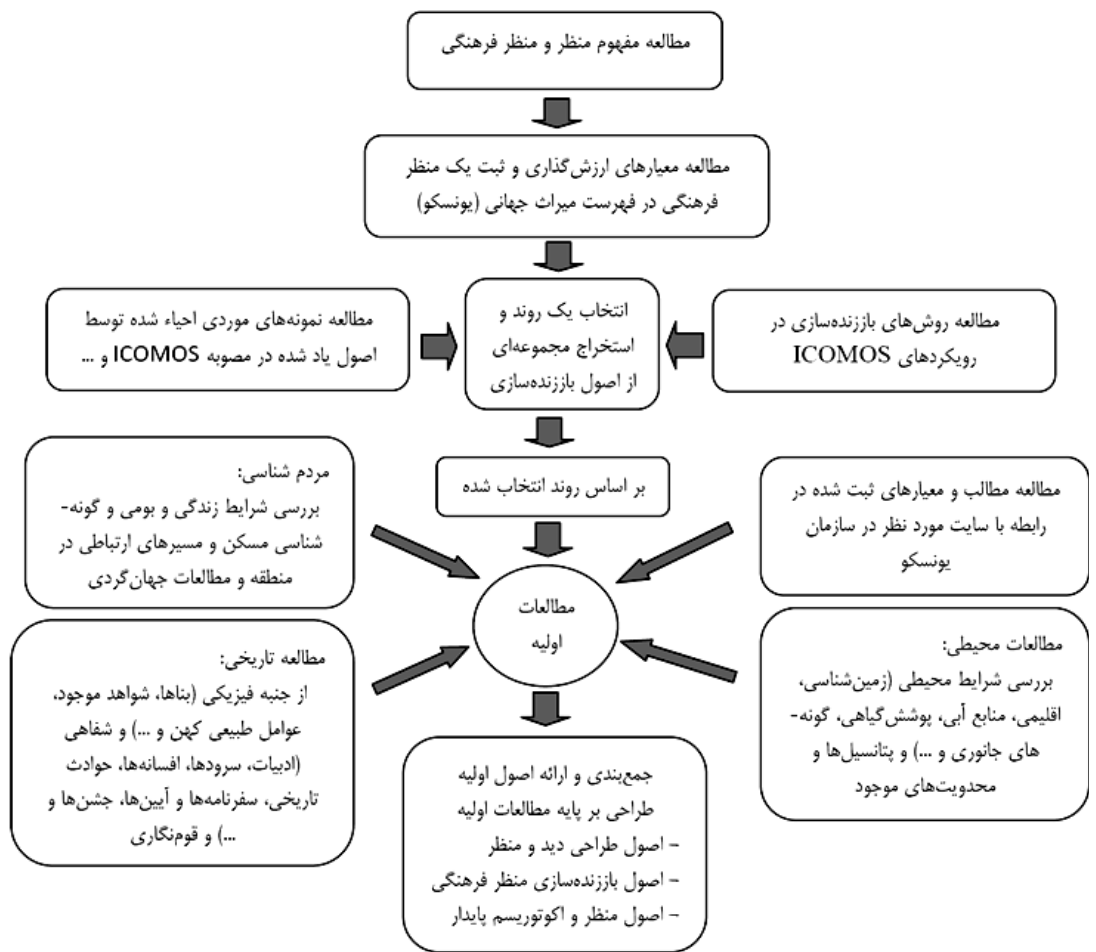 مطالعه مفهوم منظر و منظر فرهنگی
مطالعه معیارهای ارزش‌گذاری و ثبت یک منظر
فرهنگی در فهرست میراث جهانی (یونسکو)
مطالعه روش‌های باززنده‌سازی در
رویکردهای ICOMOS
انتخاب یک روند و
استخراج مجموعه‌ای
از اصول باززنده‌سازی
مطالعه نمونه‌های موردی احیاء شده توسط
اصول یاد شده در مصوبه ICOMOS و ...
بر اساس روند انتخاب شده
مطالعه مطالب و معیارهای ثبت شده در
رابطه با سایت مورد نظر در سازمان
یونسکو
مردم شناسی:
بررسی شرایط زندگی و بومی و گونه-
شناسی مسکن و مسیرهای ارتباطی در
منطقه و مطالعات جهان‌گردی
مطالعات
اولیه
مطالعات محیطی:
بررسی شرایط محیطی (زمین‌شناسی،
اقلیمی، منابع آبی، پوشش‌گیاهی، گونه-
های جانوری و ...) و پتانسیل‌ها و
محدویت‌های موجود
مطالعه تاریخی:
از جنبه فیزیکی (بناها، شواهد موجود،
عوامل طبیعی کهن و ...) و شفاهی
(ادبیات، سرودها، افسانه‌ها، حوادث
تاریخی، سفرنامه‌ها و آیین‌ها، جشن‌ها و
...) و قوم‌نگاری
جمع‌بندی و ارائه اصول اولیه
طراحی بر پایه مطالعات اولیه
- اصول طراحی دید و منظر
- اصول باززنده‌سازی منظر فرهنگی
- اصول منظر و اکوتوریسم پایدار